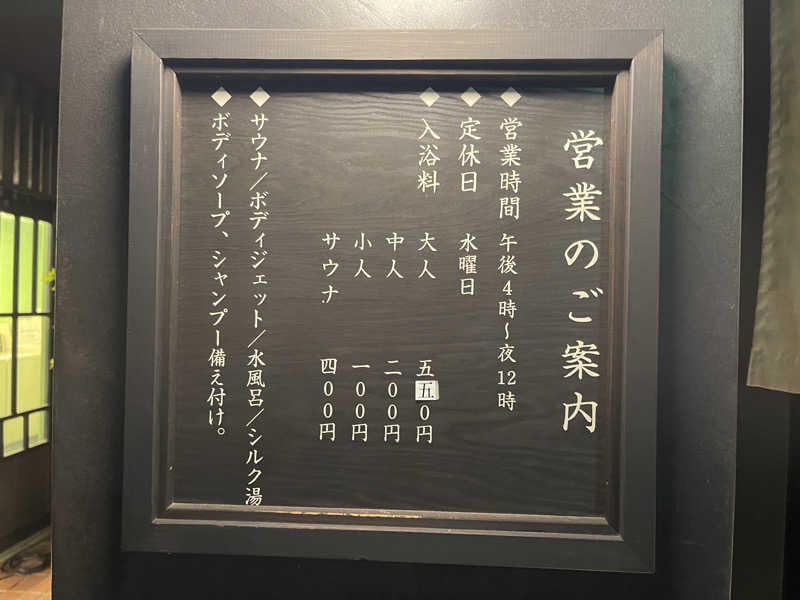 営業のご案内
◆営業時間 午後4時〜夜12時
◆定休日 水曜日
◆入浴料 大人 五五0円
中人 二00円
小人 一00円
サウナ 四00円
◆サウナ／ボディジェット／水風呂／シルク湯
◆ボディソープ、シャンプー備え付け。